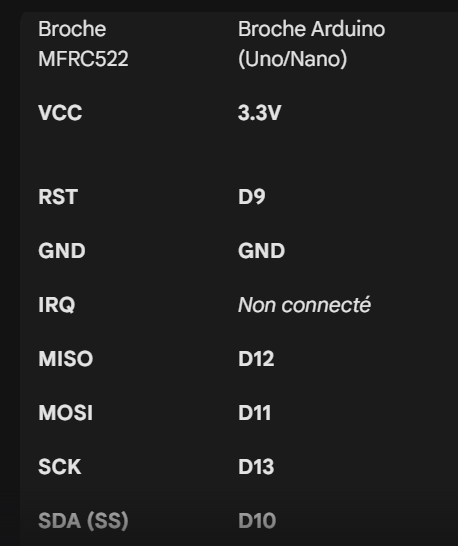 Broche MFRC522 Broche Arduino (Uno/Nano)
VCC 3.3V
RST D9
GND GND
IRQ Non connecté
MISO D12
MOSI D11
SCK D13
SDA (SS) D10